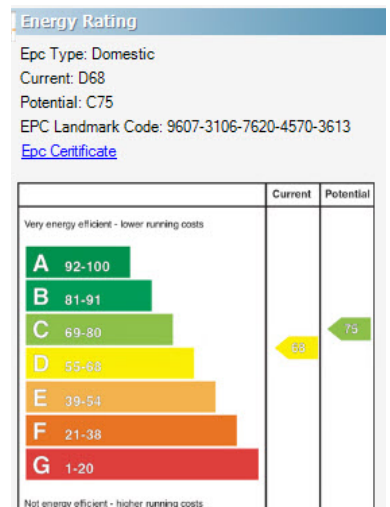 Energy Rating
Epc Type: Domestic
Current: D68
Potential: C75
EPC Landmark Code: 9607-3106-7620-4570-3613
Epc Ceritificate
Current Potential
Very energy efficient - lower running costs
A 92-100
B 81-91
C 69-80
75
68
D 55-68
E 39-54
F 21-38
G 1-20
Not energy efficient - higher running costs